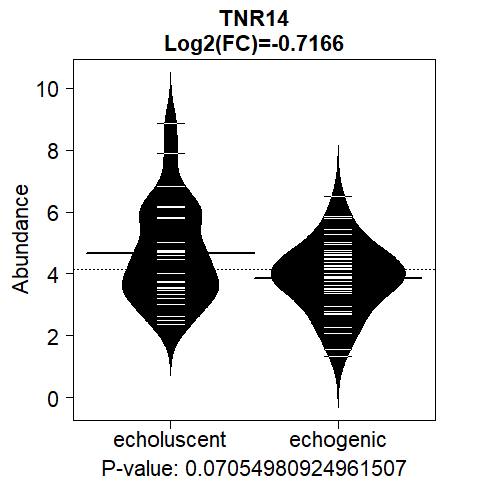 TNR14
Log2(FC)=-0.7166
Abundance
10
8
6
4
2
0
echoluscent
echogenic
P-value: 0.07054980924961507